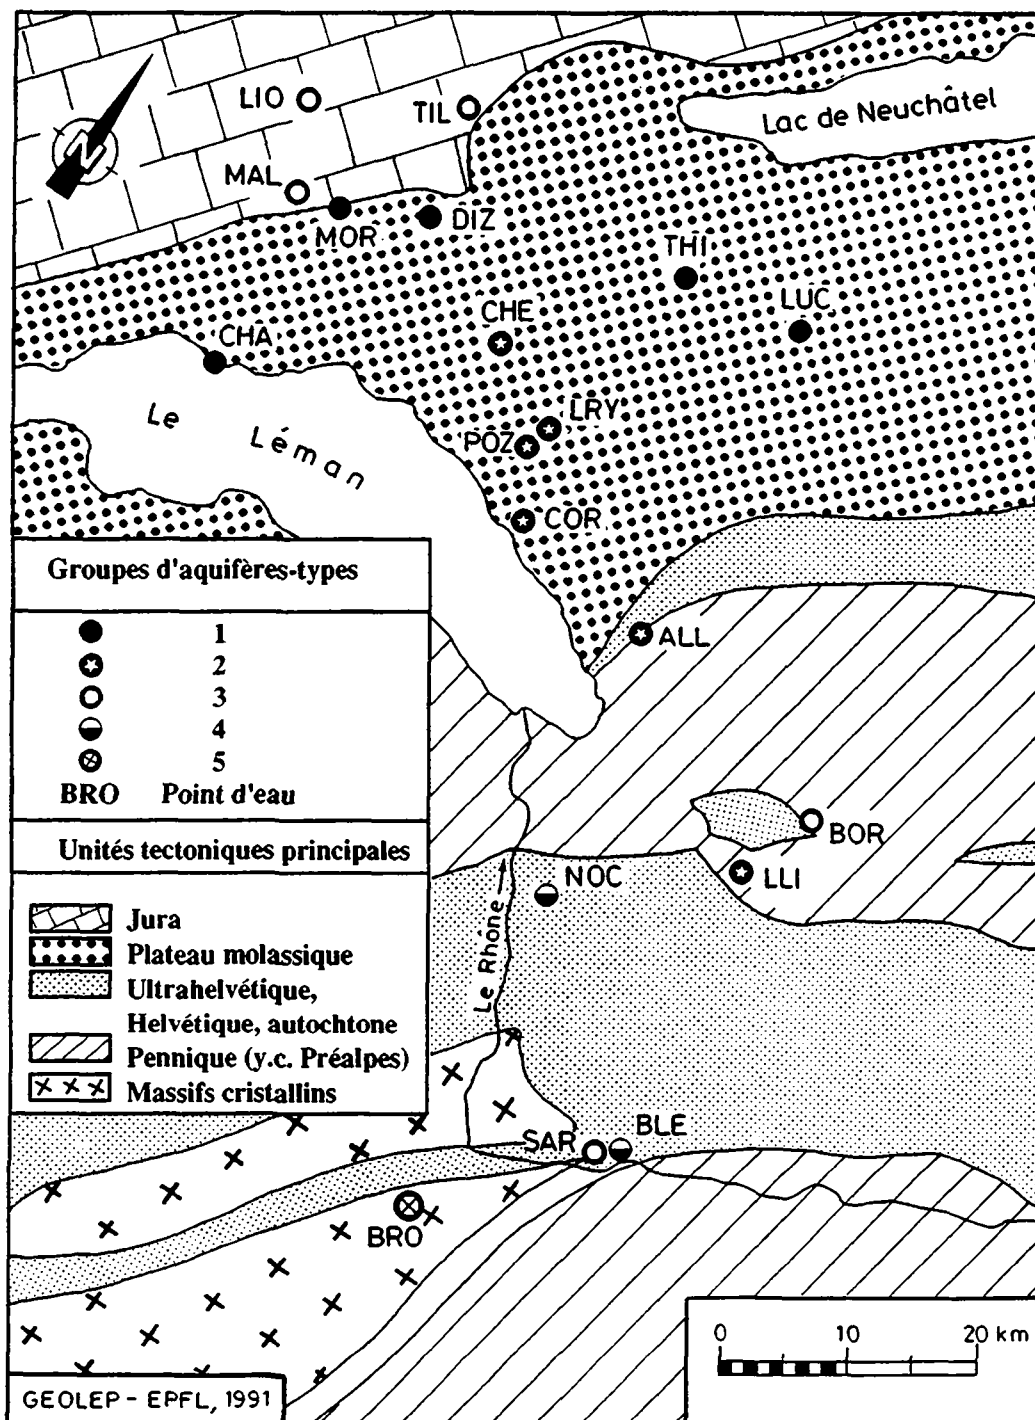 LIO
TIL
Lac de Neuchâtel
N
MAL
MOR
DIZ
THI
LUC
CHE
CHA
LRY
Le Léman
POZ
COR
Groupes d'aquifères-types
1
2
3
4
5
BRO Point d'eau
ALL
Unités tectoniques principales
BOR
LLI
NOC
Le Rhône
Jura
Plateau molassique
Ultrahelvétique,
Helvétique, autochtone
Pennique (y.c. Préalpes)
Massifs cristallins
SAR
BLE
BRO
0 10 20 km
GEOLEP - EPFL, 1991